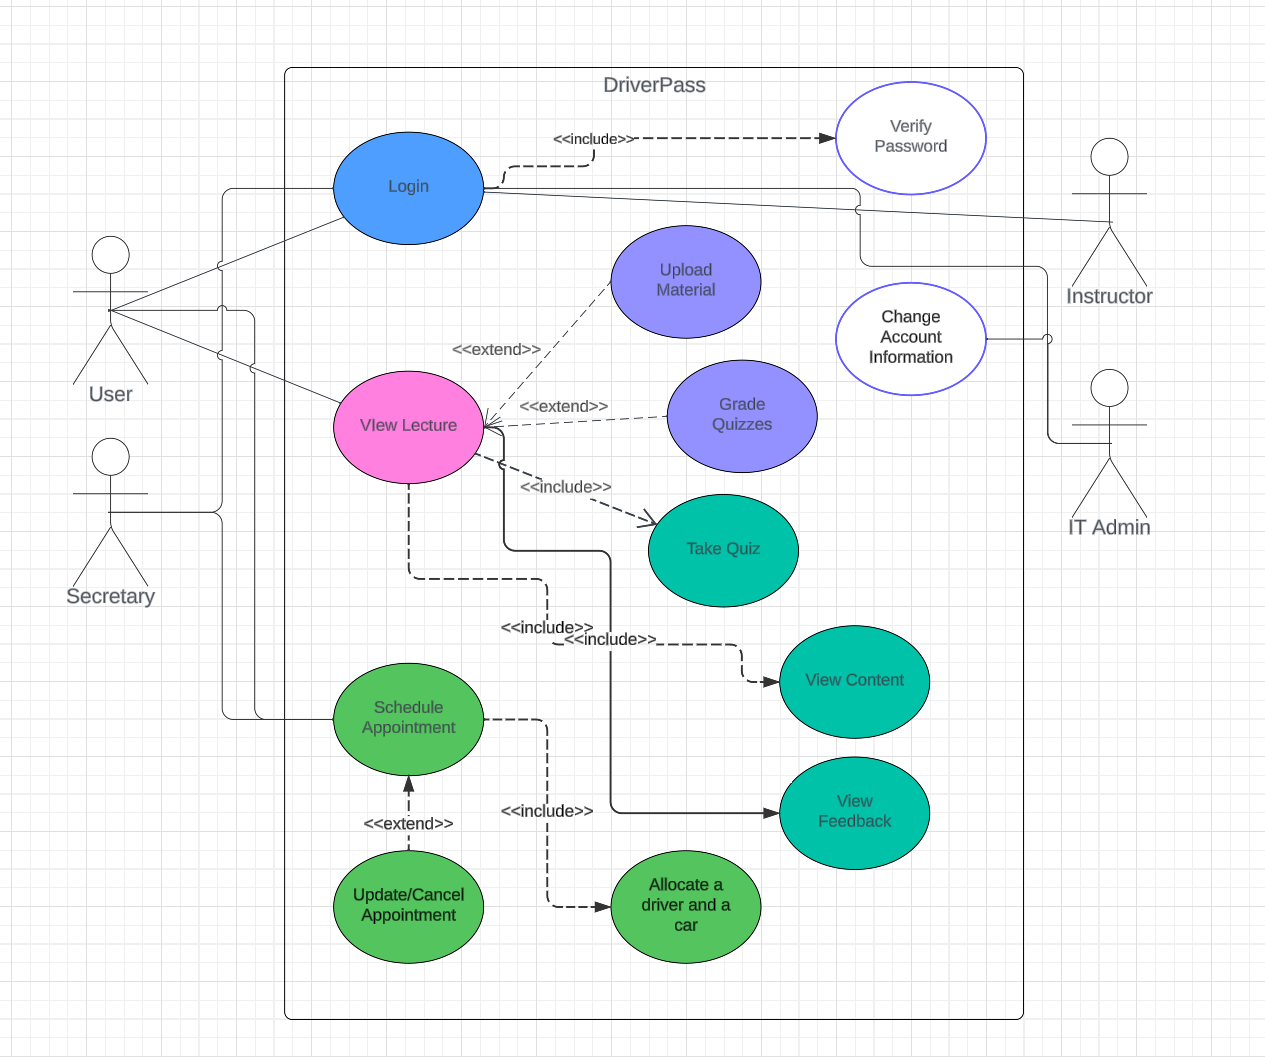 DriverPass
Verify
Password
<<include>>
Login
Upload
Material
Instructor
Change
Account
Information
<<extend>>
User
<<extend>>
Grade
Quizzes
VIew Lecture
<<include>>
IT Admin
Take Quiz
Secretary
<<include>>
<<include>>
View Content
Schedule
Appointment
<<include>>
View
Feedback
<<extend>>
Update/Cancel
Appointment
Allocate a
driver and a
car